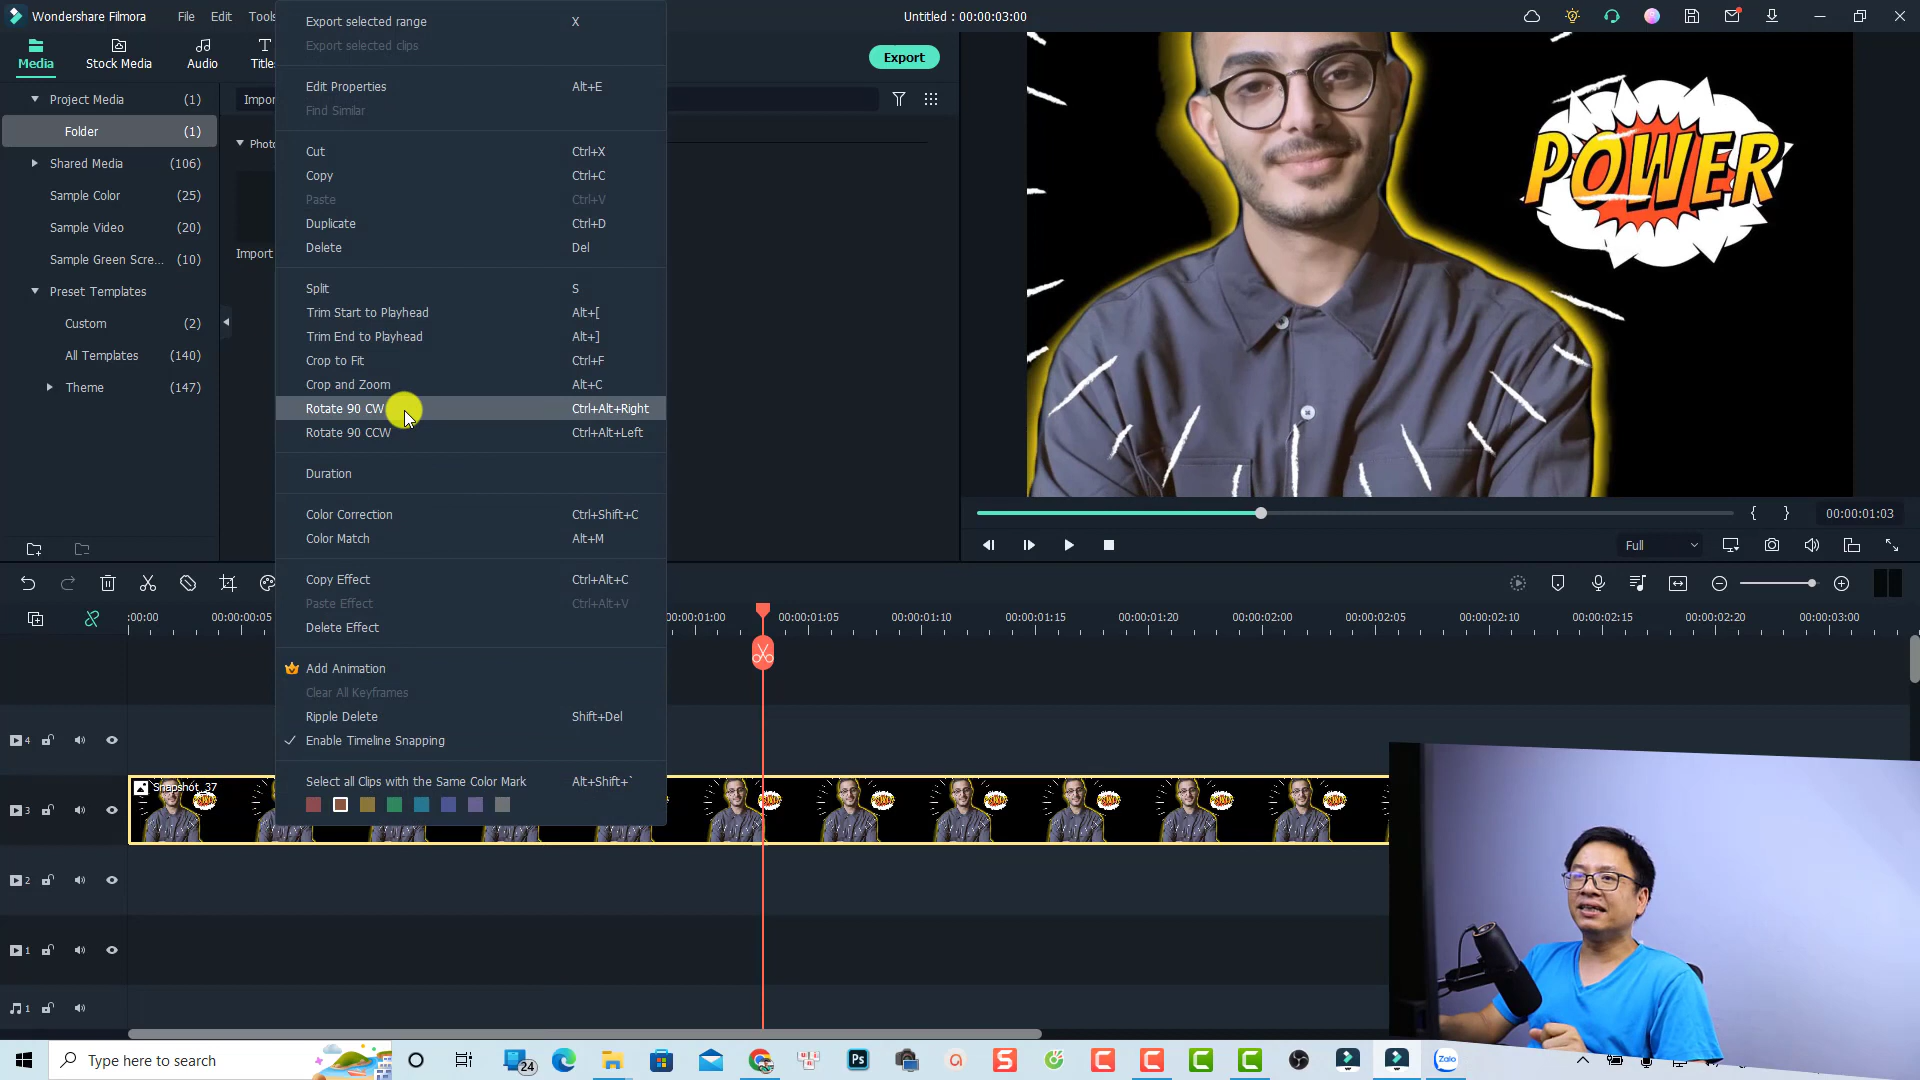 Wondershare Filmora
File
Edit
Tools
Untitled : 00:00:03:00
Media
Stock Media
Audio
Export
Project Media (1)
Folder (1)
Shared Media (106)
Sample Color (25)
Sample Video (20)
Sample Green Scre... (10)
Preset Templates
Custom (2)
All Templates (140)
Theme (147)
Import
Export selected range X
Export selected clips
Edit Properties Alt+E
Find Similar
Cut Ctrl+X
Copy Ctrl+C
Paste Ctrl+V
Duplicate Ctrl+D
Delete Del
Split S
Trim Start to Playhead Alt+[
Trim End to Playhead Alt+]
Crop to Fit Ctrl+F
Crop and Zoom Alt+C
Rotate 90 CW Ctrl+Alt+Right
Rotate 90 CCW Ctrl+Alt+Left
Duration
Color Correction Ctrl+Shift+C
Color Match Alt+M
Copy Effect Ctrl+Alt+C
Paste Effect Ctrl+Alt+V
Delete Effect
Add Animation
Clear All Keyframes
Ripple Delete Shift+Del
Enable Timeline Snapping
Select all Clips with the Same Color Mark Alt+Shift+`
POWER
{ } 00:00:01:03
Full
:00:00
00:00:00:05
00:00:01:00
00:00:01:05
00:00:01:10
00:00:01:15
00:00:01:20
00:00:02:00
00:00:02:05
00:00:02:10
00:00:02:15
00:00:02:20
00:00:03:00
4
3
Snapshot_37
2
1
1
Type here to search
24
Ps
Zalo